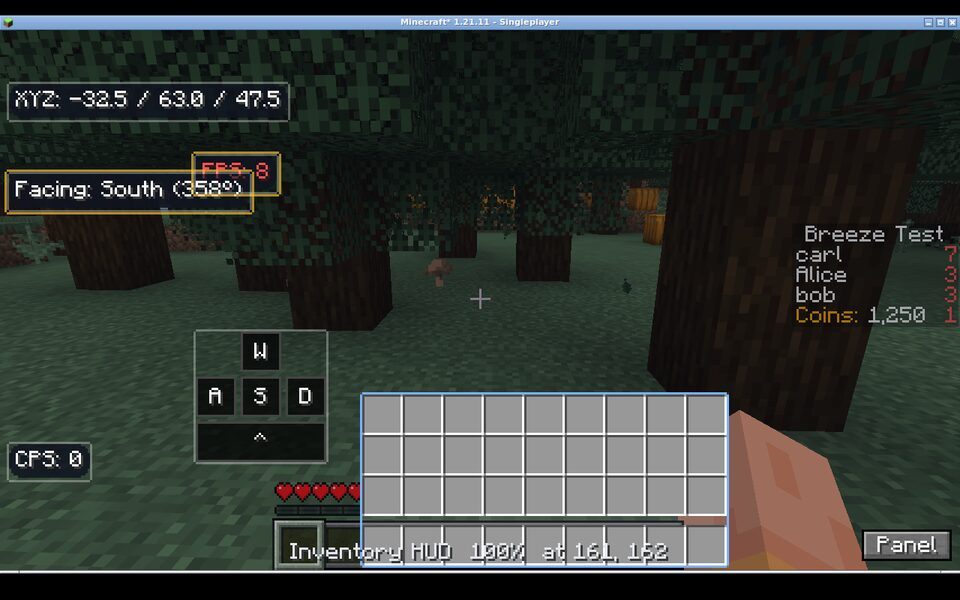 Minecraft* 1.21.11 - Singleplayer
XYZ: -32.5 / 63.0 / 47.5
FPS: 8
Facing: South (358°)
Breeze Test
carl 7
Alice 3
bob 3
Coins: 1,250 1
W
A S D
^
CPS: 0
Inventory HUD 100% at 161, 162
Panel